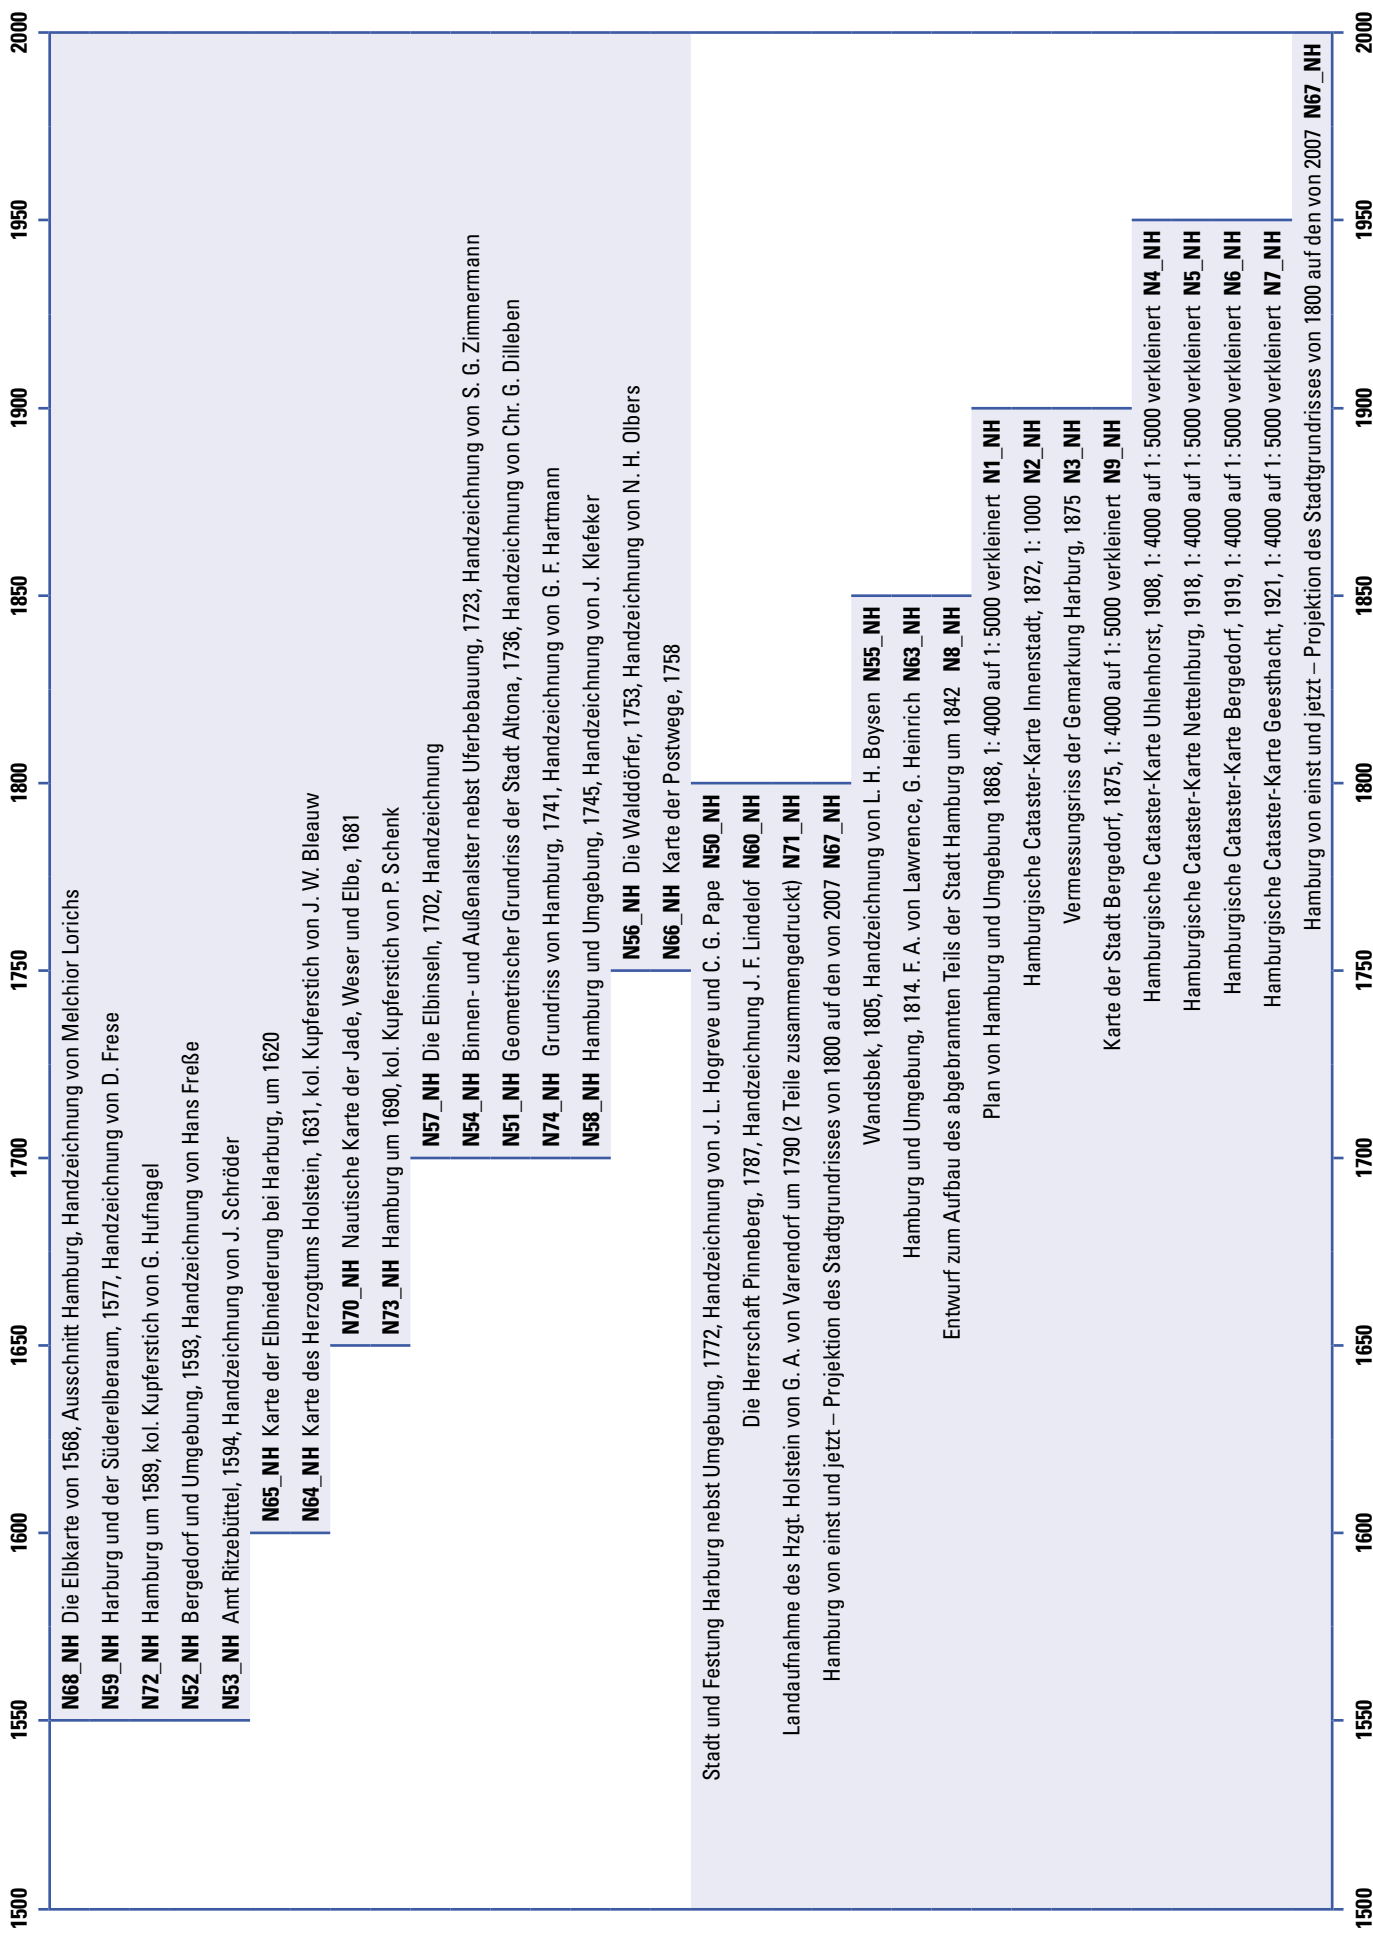 1500 1550 1600 1650 1700 1750 1800 1850 1900 1950 2000
N68_NH Die Elbkarte von 1568, Ausschnitt Hamburg, Handzeichnung von Melchior Lorichs
N59_NH Harburg und der Süderelberaum, 1577, Handzeichnung von D. Frese
N72_NH Hamburg um 1589, kol. Kupferstich von G. Hufnagel
N52_NH Bergedorf und Umgebung, 1593, Handzeichnung von Hans Freße
N53_NH Amt Ritzebüttel, 1594, Handzeichnung von J. Schröder
N65_NH Karte der Elbniederung bei Harburg, um 1620
N64_NH Karte des Herzogtums Holstein, 1631, kol. Kupferstich von J. W. Bleauw
N70_NH Nautische Karte der Jade, Weser und Elbe, 1681
N73_NH Hamburg um 1690, kol. Kupferstich von P. Schenk
N57_NH Die Elbinseln, 1702, Handzeichnung
N54_NH Binnen- und Außenalster nebst Uferbebauung, 1723, Handzeichnung von S. G. Zimmermann
N51_NH Geometrischer Grundriss der Stadt Altona, 1736, Handzeichnung von Chr. G. Dilleben
N74_NH Grundriss von Hamburg, 1741, Handzeichnung von G. F. Hartmann
N58_NH Hamburg und Umgebung, 1745, Handzeichnung von J. Klefeker
N56_NH Die Walddörfer, 1753, Handzeichnung von N. H. Olbers
N66_NH Karte der Postwege, 1758
Stadt und Festung Harburg nebst Umgebung, 1772, Handzeichnung von J. L. Hogreve und C. G. Pape N50_NH
Die Herrschaft Pinneberg, 1787, Handzeichnung J. F. Lindelof N60_NH
Landaufnahme des Hzgt. Holstein von G. A. von Varendorf um 1790 (2 Teile zusammengedruckt) N71_NH
Hamburg von einst und jetzt – Projektion des Stadtgrundrisses von 1800 auf den von 2007 N67_NH
Wandsbek, 1805, Handzeichnung von L. H. Boysen N55_NH
Hamburg und Umgebung, 1814. F. A. von Lawrence, G. Heinrich N63_NH
Entwurf zum Aufbau des abgebrannten Teils der Stadt Hamburg um 1842 N8_NH
Plan von Hamburg und Umgebung 1868, 1: 4000 auf 1: 5000 verkleinert N1_NH
Hamburgische Cataster-Karte Innenstadt, 1872, 1: 1000 N2_NH
Vermessungsriss der Gemarkung Harburg, 1875 N3_NH
Karte der Stadt Bergedorf, 1875, 1: 4000 auf 1: 5000 verkleinert N9_NH
Hamburgische Cataster-Karte Uhlenhorst, 1908, 1: 4000 auf 1: 5000 verkleinert N4_NH
Hamburgische Cataster-Karte Nettelnburg, 1918, 1: 4000 auf 1: 5000 verkleinert N5_NH
Hamburgische Cataster-Karte Bergedorf, 1919, 1: 4000 auf 1: 5000 verkleinert N6_NH
Hamburgische Cataster-Karte Geesthacht, 1921, 1: 4000 auf 1: 5000 verkleinert N7_NH
Hamburg von einst und jetzt – Projektion des Stadtgrundrisses von 1800 auf den von 2007 N67_NH
1500 1550 1600 1650 1700 1750 1800 1850 1900 1950 2000